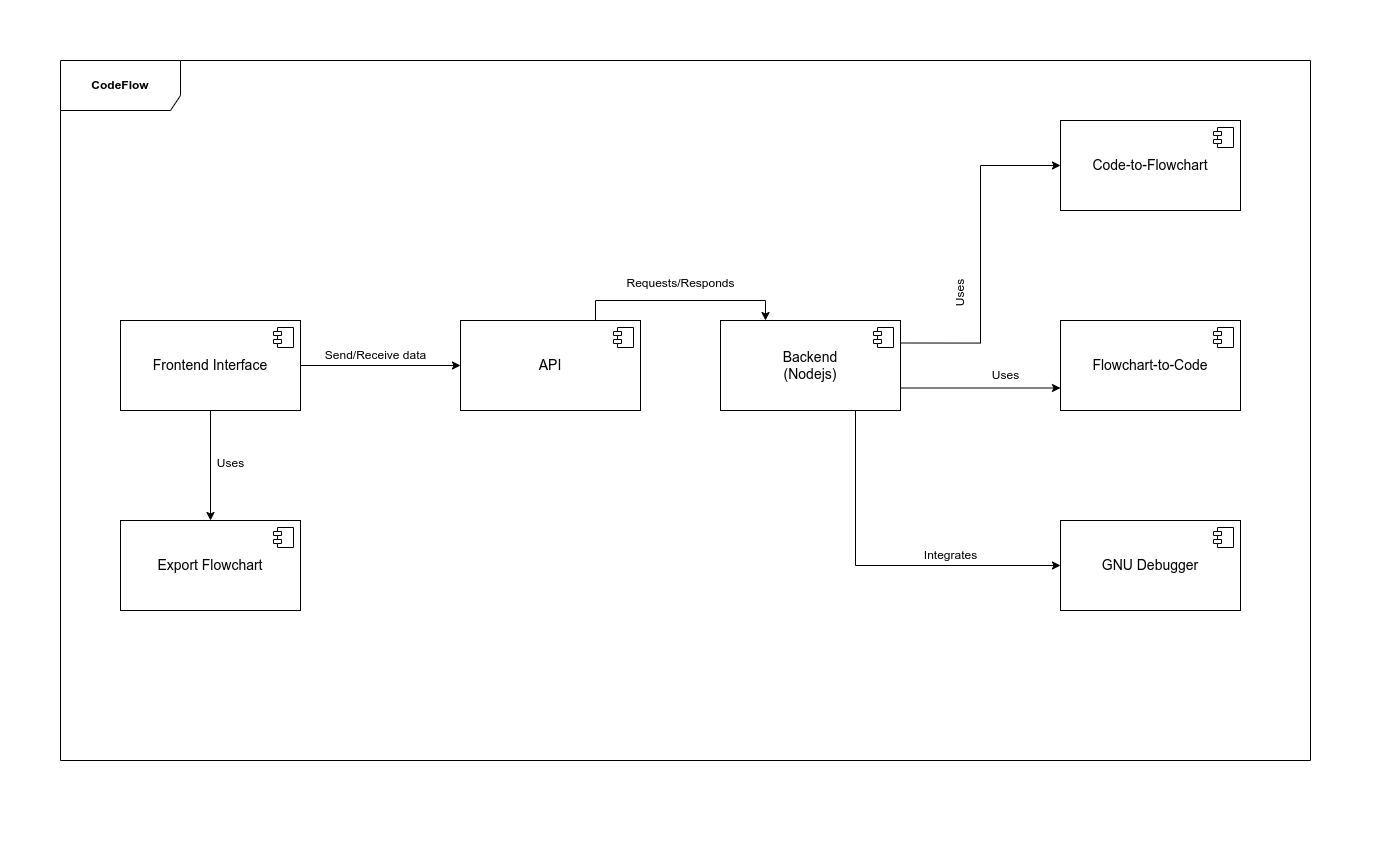 CodeFlow
Code-to-Flowchart
Uses
Requests/Responds
Frontend Interface
Send/Receive data
API
Backend
(Nodejs)
Uses
Flowchart-to-Code
Uses
Export Flowchart
Integrates
GNU Debugger